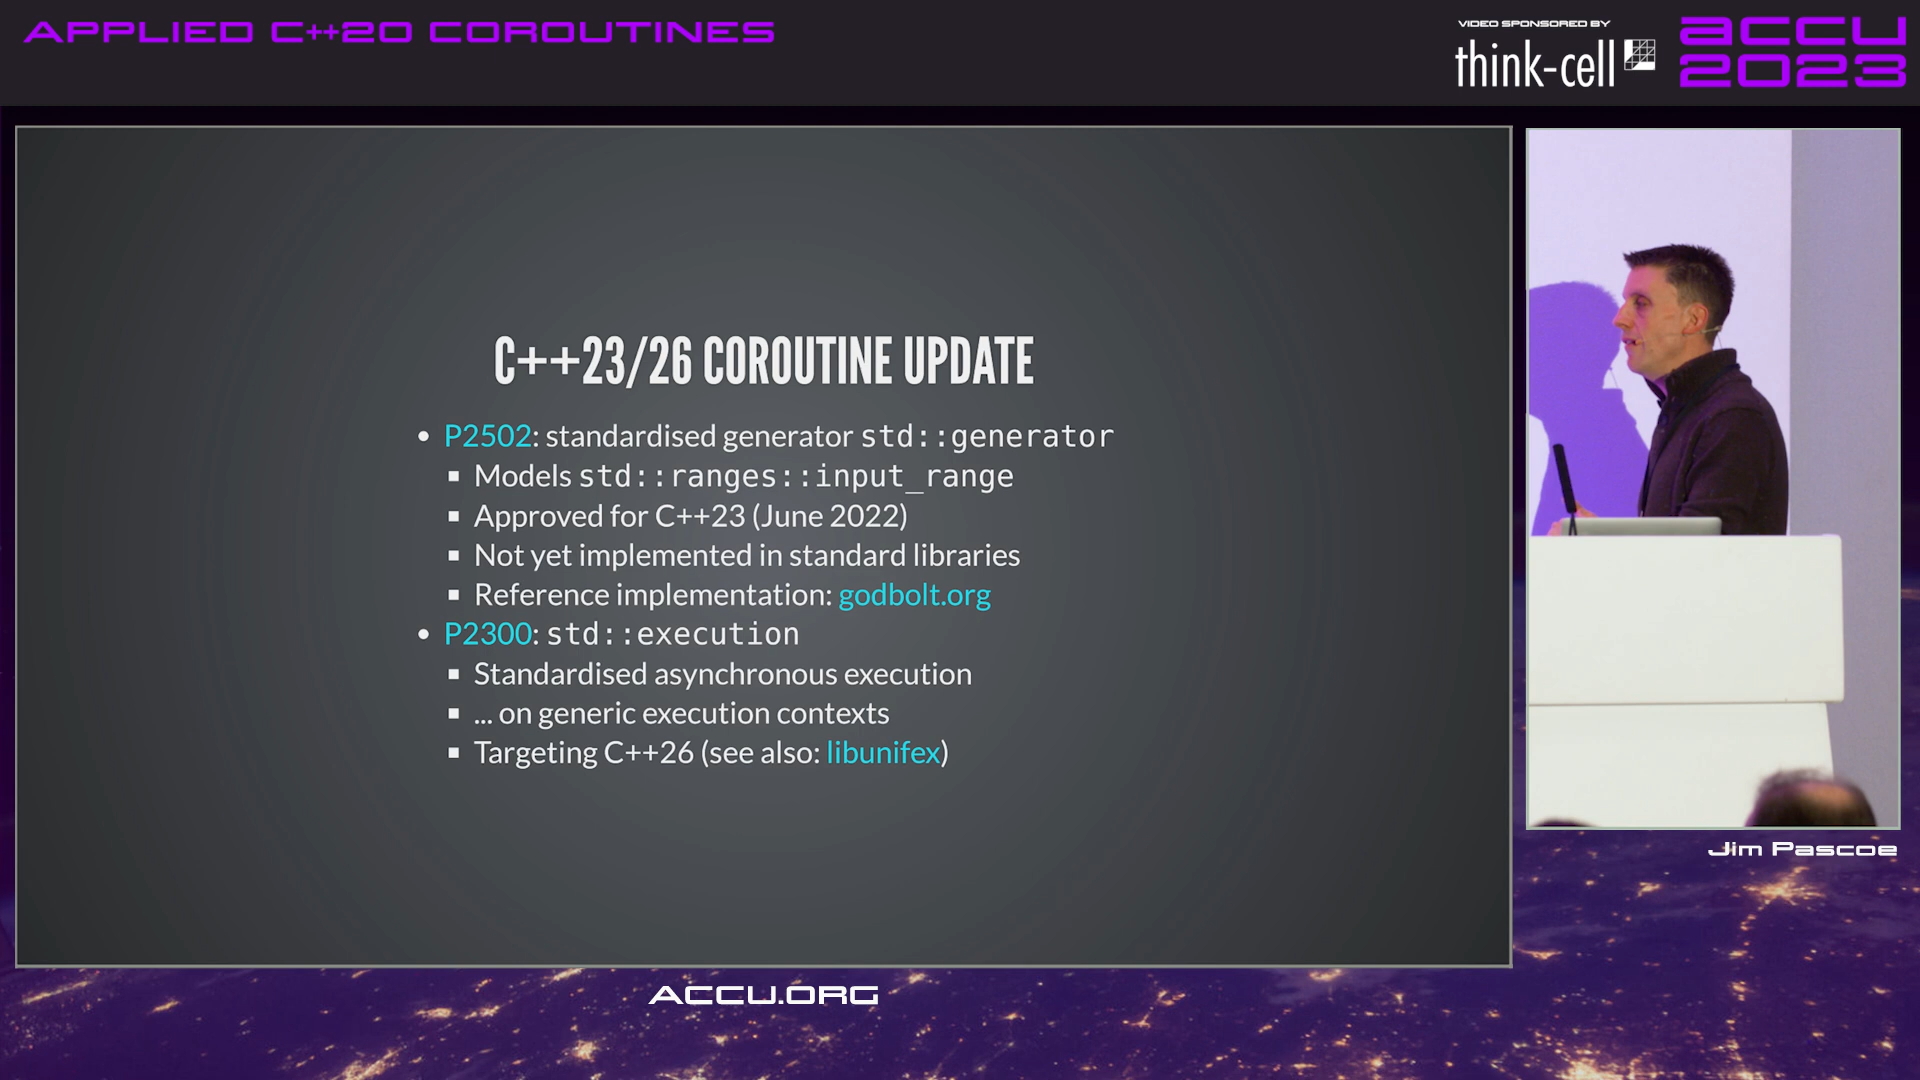 APPLIED C++20 COROUTINES
VIDEO SPONSORED BY
think-cell
accu
2023
C++23/26 COROUTINE UPDATE
• P2502: standardised generator std::generator
▪ Models std::ranges::input_range
▪ Approved for C++23 (June 2022)
▪ Not yet implemented in standard libraries
▪ Reference implementation: godbolt.org
• P2300: std::execution
▪ Standardised asynchronous execution
▪ ... on generic execution contexts
▪ Targeting C++26 (see also: libunifex)
Jim Pascoe
ACCU.ORG